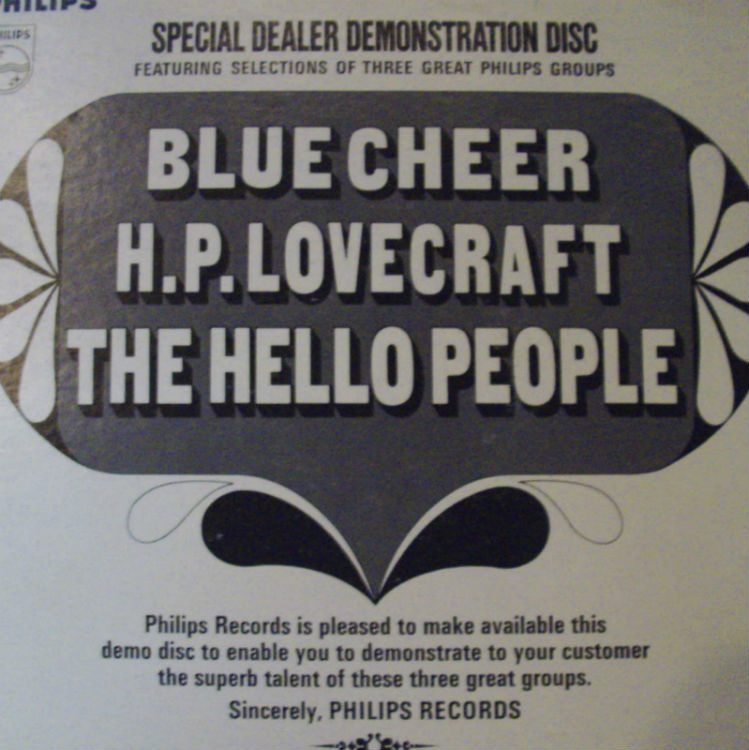 PHILIPS
PHILIPS
SPECIAL DEALER DEMONSTRATION DISC
FEATURING SELECTIONS OF THREE GREAT PHILIPS GROUPS
BLUE CHEER
H.P. LOVECRAFT
THE HELLO PEOPLE
Philips Records is pleased to make available this
demo disc to enable you to demonstrate to your customer
the superb talent of these three great groups.
Sincerely, PHILIPS RECORDS